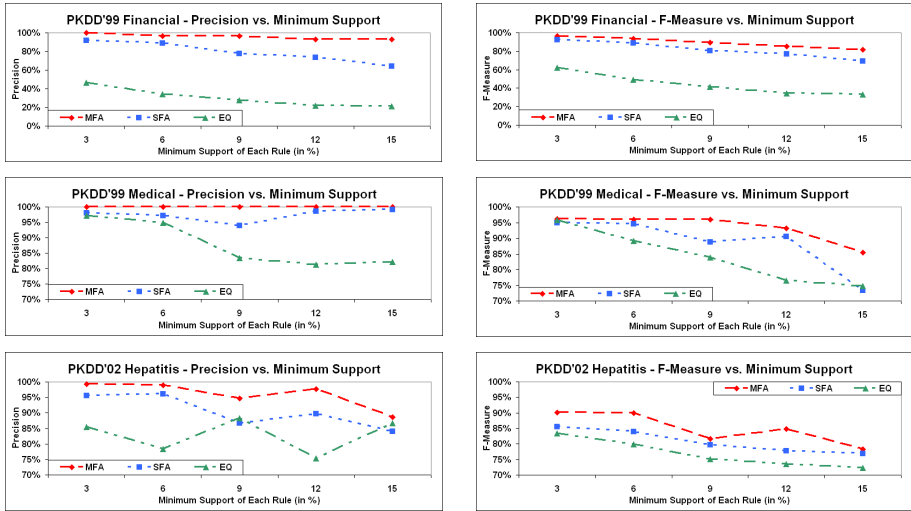 PKDD'99 Financial - Precision vs. Minimum Support
100%
80%
60%
40%
20%
0%
Precision
MFA SFA EQ
3 6 9 12 15
Minimum Support of Each Rule (in %)
PKDD'99 Financial - F-Measure vs. Minimum Support
100%
80%
60%
40%
20%
0%
F-Measure
MFA SFA EQ
3 6 9 12 15
Minimum Support of Each Rule (in %)
PKDD'99 Medical - Precision vs. Minimum Support
100%
95%
90%
85%
80%
75%
70%
Precision
MFA SFA EQ
3 6 9 12 15
Minimum Support of Each Rule (in %)
PKDD'99 Medical - F-Measure vs. Minimum Support
100%
95%
90%
85%
80%
75%
70%
F-Measure
MFA SFA EQ
3 6 9 12 15
Minimum Support of Each Rule (in %)
PKDD'02 Hepatitis - Precision vs. Minimum Support
100%
95%
90%
85%
80%
75%
70%
Precision
MFA SFA EQ
3 6 9 12 15
Minimum Support of Each Rule (in %)
PKDD'02 Hepatitis - F-Measure vs. Minimum Support
MFA SFA EQ
100%
95%
90%
85%
80%
75%
70%
F-Measure
3 6 9 12 15
Minimum Support of Each Rule (in %)